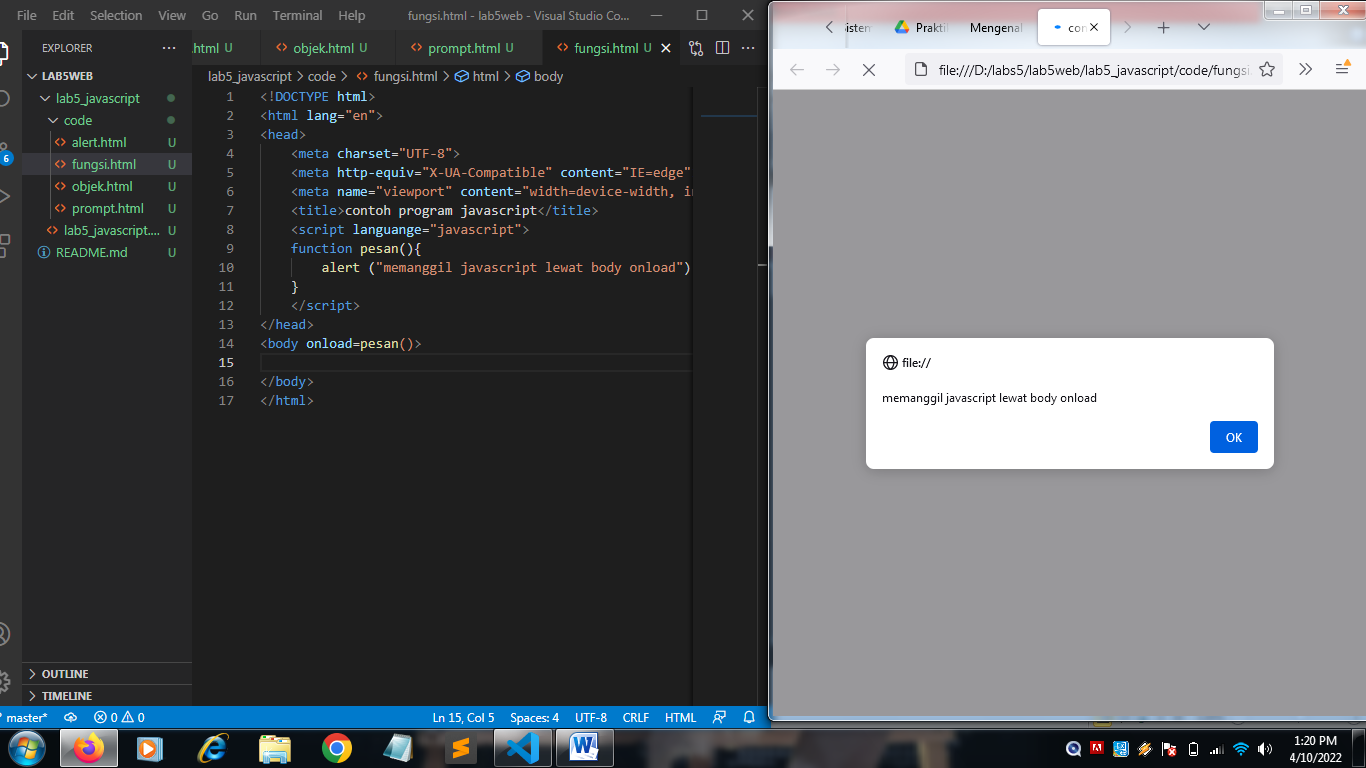 File Edit Selection View Go Run Terminal Help fungsi.html - lab5web - Visual Studio Co...
EXPLORER
.html U objek.html U prompt.html U fungsi.html U
lab5_javascript > code > fungsi.html > html > body
LAB5WEB
lab5_javascript
code
alert.html U
fungsi.html U
objek.html U
prompt.html U
lab5_javascript.... U
README.md U
6
OUTLINE
TIMELINE
1 <!DOCTYPE html>
2 <html lang="en">
3 <head>
4 <meta charset="UTF-8">
5 <meta http-equiv="X-UA-Compatible" content="IE=edge"
6 <meta name="viewport" content="width=device-width, in
7 <title>contoh program javascript</title>
8 <script languange="javascript">
9 function pesan(){
10 alert ("memanggil javascript lewat body onload")
11 }
12 </script>
13 </head>
14 <body onload=pesan()>
15
16 </body>
17 </html>
master* 0 0 Ln 15, Col 5 Spaces: 4 UTF-8 CRLF HTML
Sistem Prakti Mengenal con
file:///D:/labs5/lab5web/lab5_javascript/code/fungsi.
file://
memanggil javascript lewat body onload
OK
1:20 PM
4/10/2022